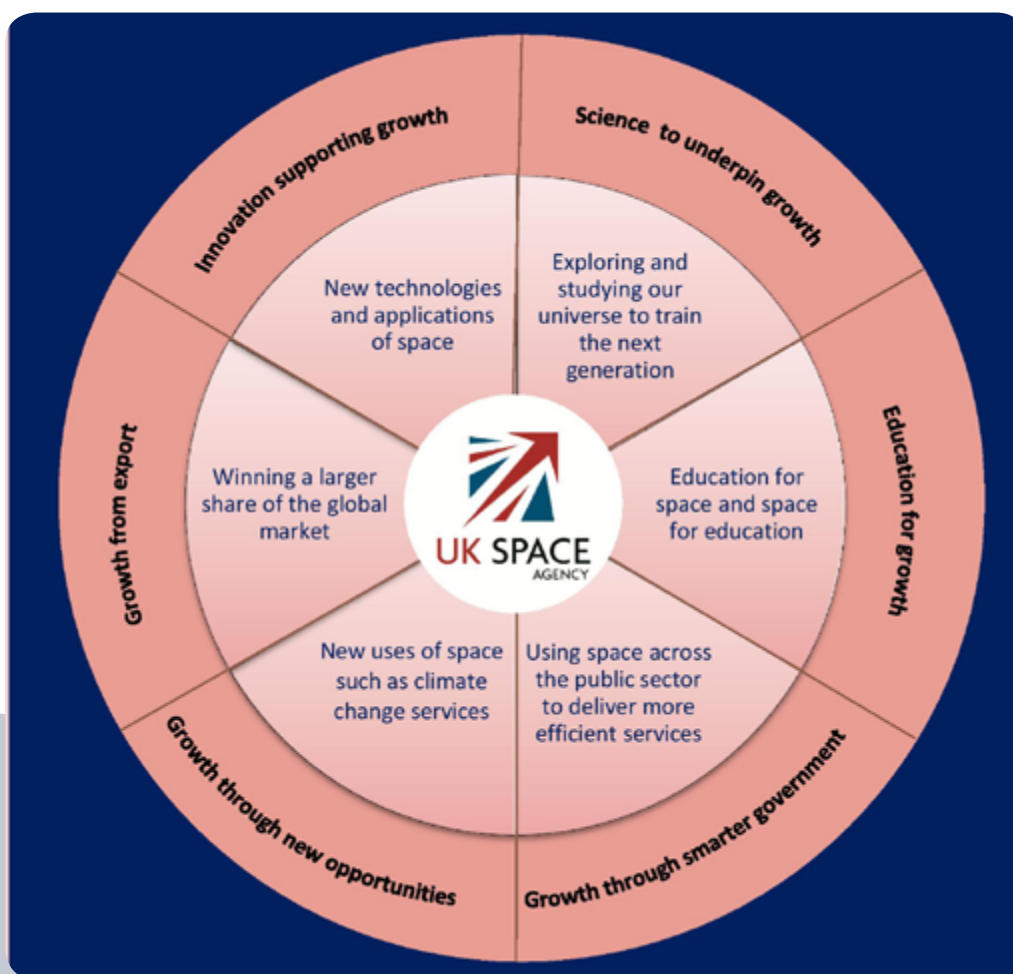 Innovation supporting growth
Science to underpin growth
Education for growth
Growth through smarter government
Growth through new opportunities
Growth from export
New technologies
and applications
of space
Exploring and
studying our
universe to train
the next
generation
Education for
space and space
for education
Using space across
the public sector
to deliver more
efficient services
New uses of space
such as climate
change services
Winning a larger
share of the global
market
UK SPACE
AGENCY